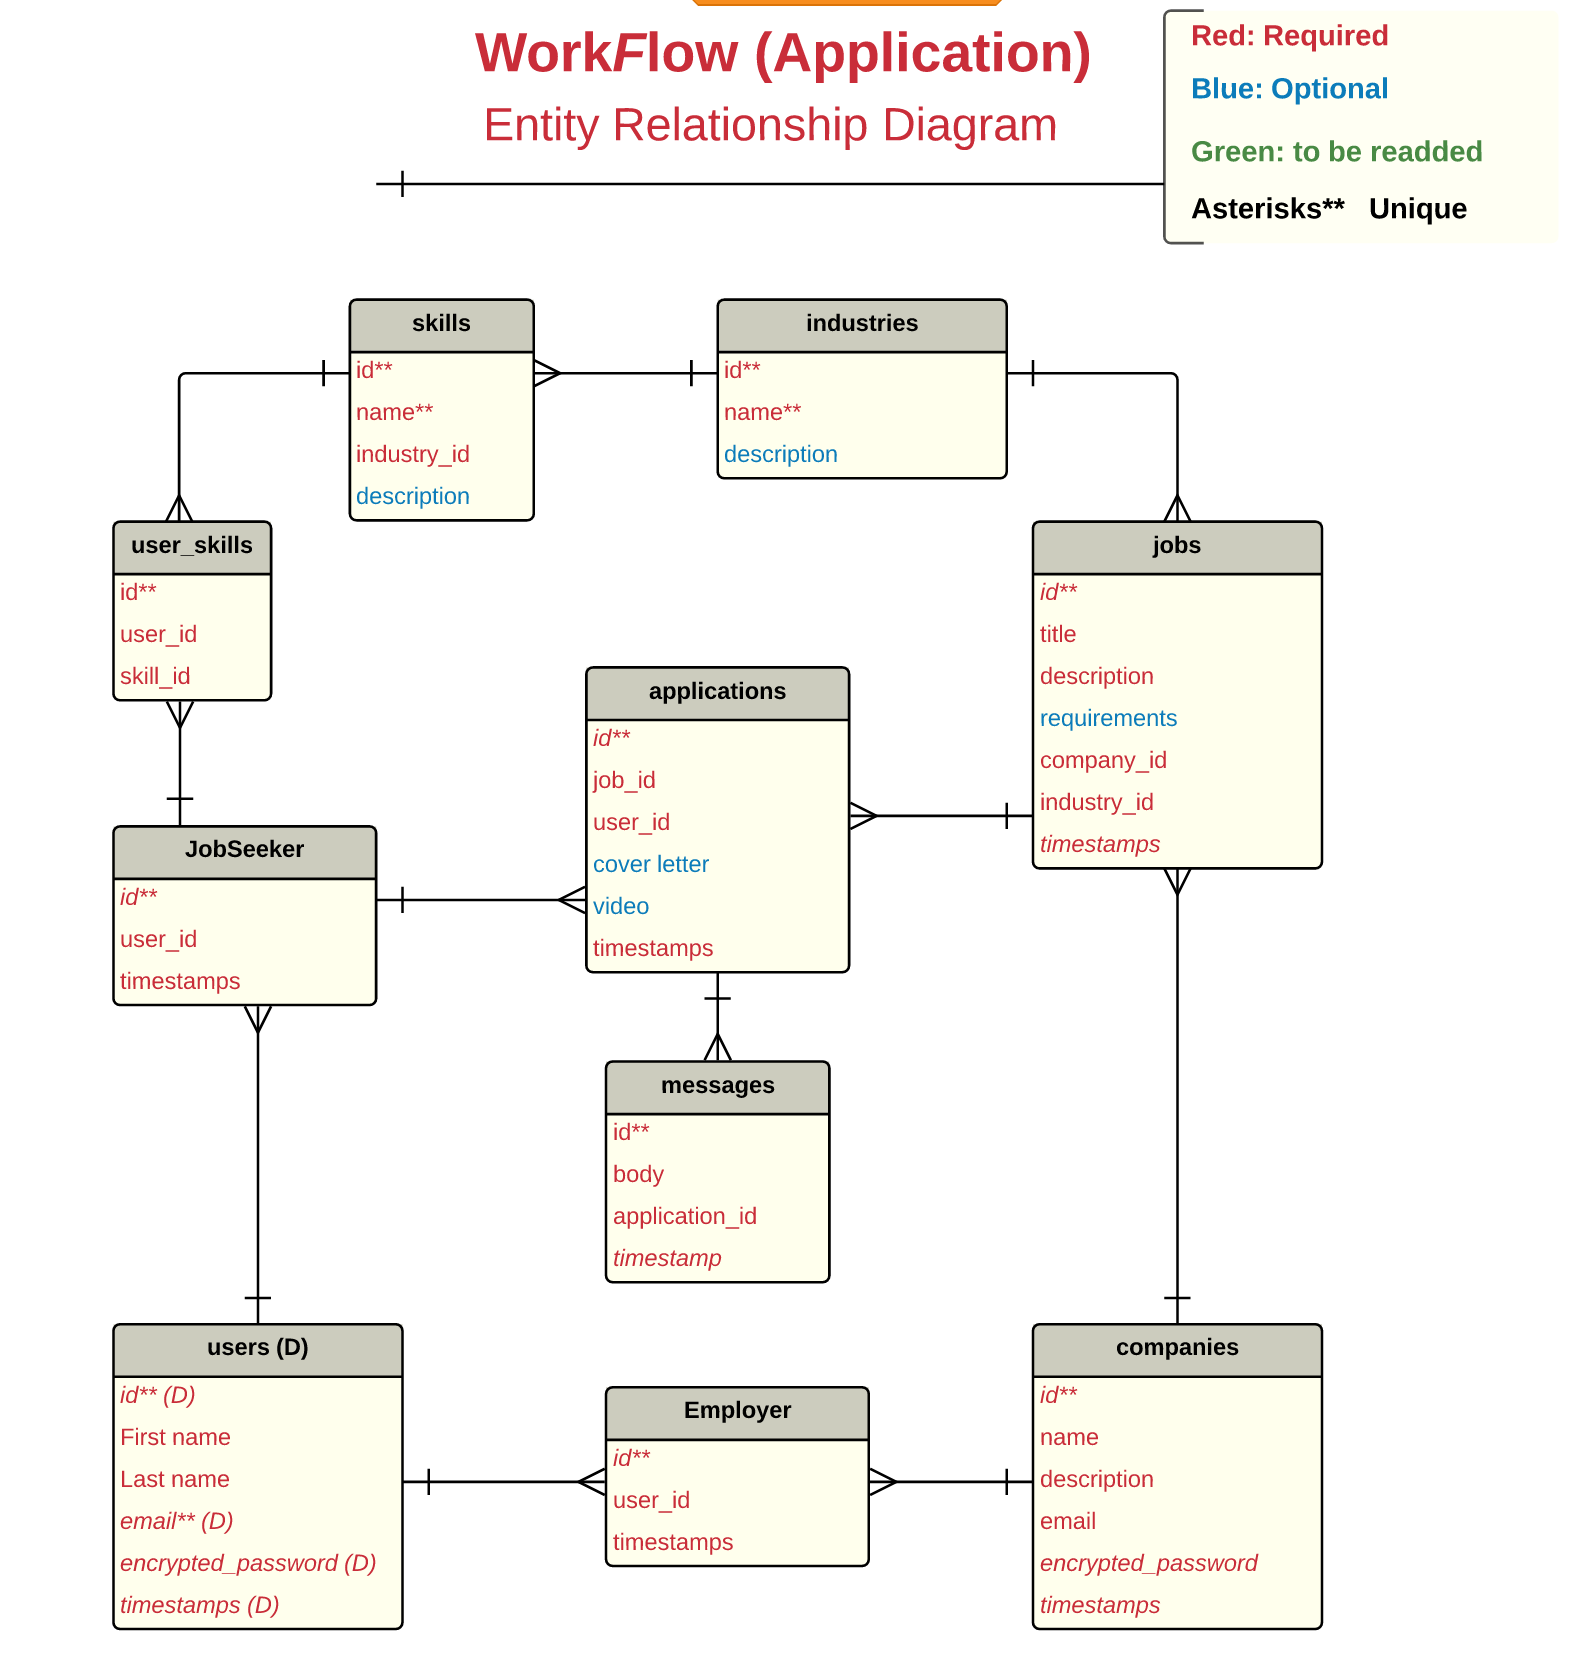 WorkFlow (Application)
Entity Relationship Diagram
Red: Required
Blue: Optional
Green: to be readded
Asterisks** Unique
skills
id**
name**
industry_id
description
industries
id**
name**
description
user_skills
id**
user_id
skill_id
jobs
id**
title
description
requirements
company_id
industry_id
timestamps
applications
id**
job_id
user_id
cover letter
video
timestamps
JobSeeker
id**
user_id
timestamps
messages
id**
body
application_id
timestamp
users (D)
id** (D)
First name
Last name
email** (D)
encrypted_password (D)
timestamps (D)
Employer
id**
user_id
timestamps
companies
id**
name
description
email
encrypted_password
timestamps